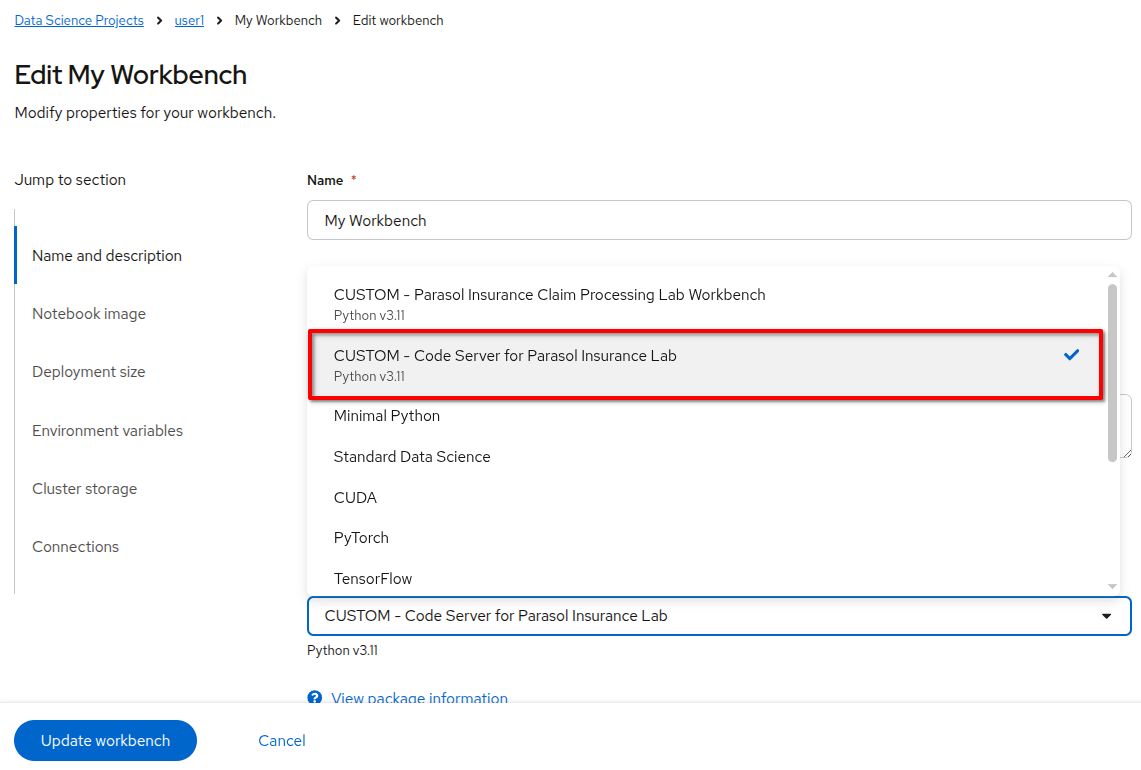 Data Science Projects > user1 > My Workbench > Edit workbench
Edit My Workbench
Modify properties for your workbench.
Jump to section
Name and description
Notebook image
Deployment size
Environment variables
Cluster storage
Connections
Name *
My Workbench
CUSTOM - Parasol Insurance Claim Processing Lab Workbench
Python v3.11
CUSTOM - Code Server for Parasol Insurance Lab
Python v3.11
Minimal Python
Standard Data Science
CUDA
PyTorch
TensorFlow
CUSTOM - Code Server for Parasol Insurance Lab
Python v3.11
View package information
Update workbench
Cancel